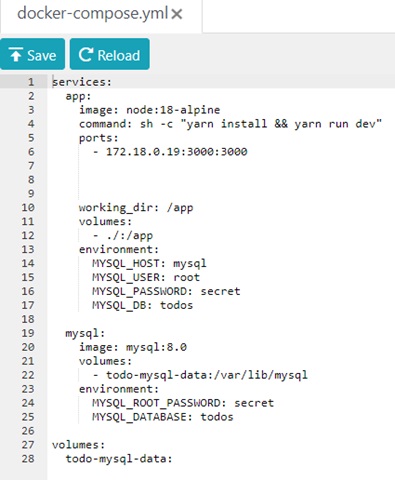 docker-compose.yml
Save
Reload
1 services:
2   app:
3     image: node:18-alpine
4     command: sh -c "yarn install && yarn run dev"
5     ports:
6       - 172.18.0.19:3000:3000
7
8
9
10     working_dir: /app
11     volumes:
12       - ./:/app
13     environment:
14       MYSQL_HOST: mysql
15       MYSQL_USER: root
16       MYSQL_PASSWORD: secret
17       MYSQL_DB: todos
18
19   mysql:
20     image: mysql:8.0
21     volumes:
22       - todo-mysql-data:/var/lib/mysql
23     environment:
24       MYSQL_ROOT_PASSWORD: secret
25       MYSQL_DATABASE: todos
26
27 volumes:
28   todo-mysql-data: